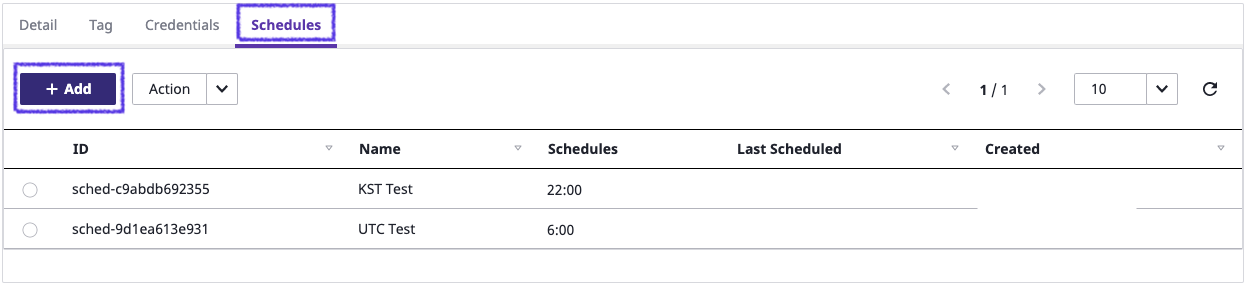 Detail Tag Credentials Schedules
+ Add Action 1 / 1 10
ID Name Schedules Last Scheduled Created
sched-c9abdb692355 KST Test 22:00
sched-9d1ea613e931 UTC Test 6:00